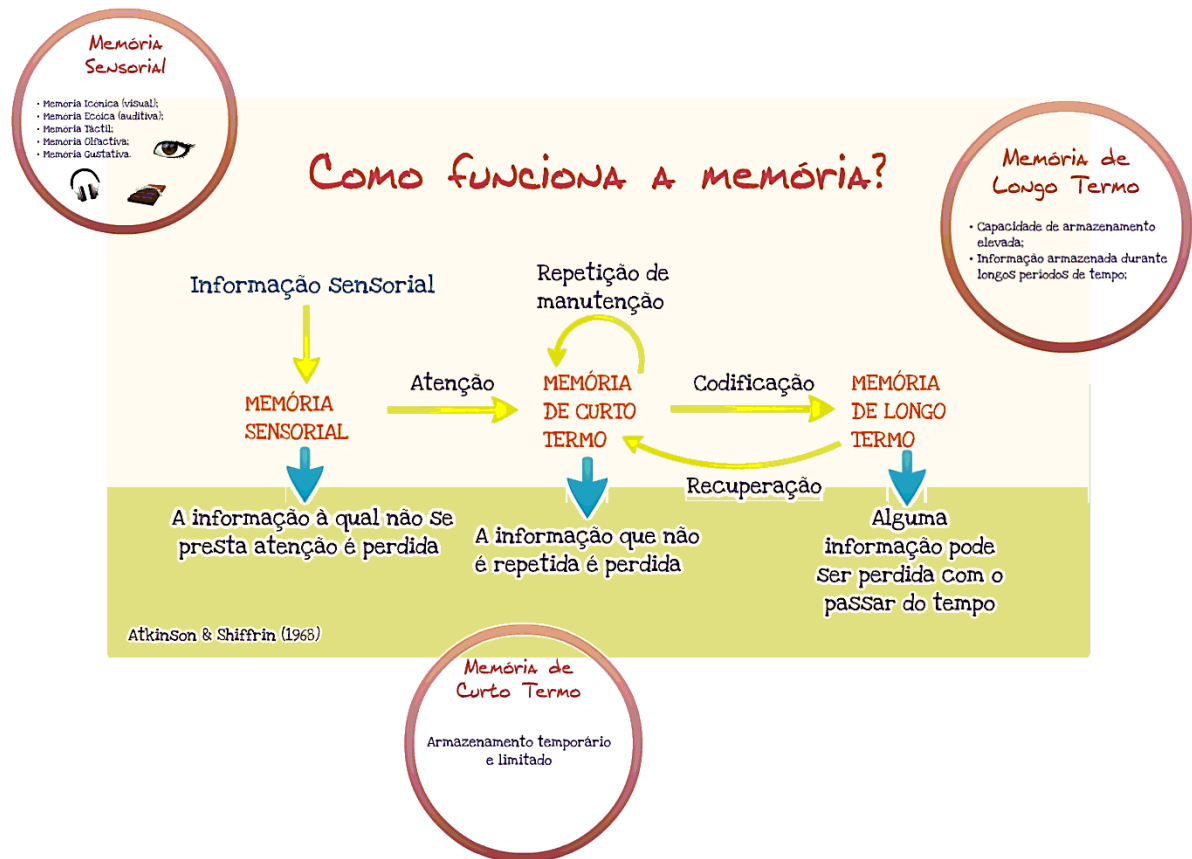 Memória
Sensorial
• Memória Icónica (visual);
• Memória Ecóica (auditiva);
• Memória Táctil;
• Memória Olfactiva;
• Memória Gustativa.
Como funciona a memória?
Memória de
Longo Termo
• Capacidade de armazenamento
elevada;
• Informação armazenada durante
longos períodos de tempo;
Informação sensorial
Repetição de
manutenção
MEMÓRIA
SENSORIAL
Atenção
MEMÓRIA
DE CURTO
TERMO
Codificação
MEMÓRIA
DE LONGO
TERMO
Recuperação
A informação à qual não se
presta atenção é perdida
A informação que não
é repetida é perdida
Alguma
informação pode
ser perdida com o
passar do tempo
Atkinson & Shiffrin (1968)
Memória de
Curto Termo
Armazenamento temporário
e limitado